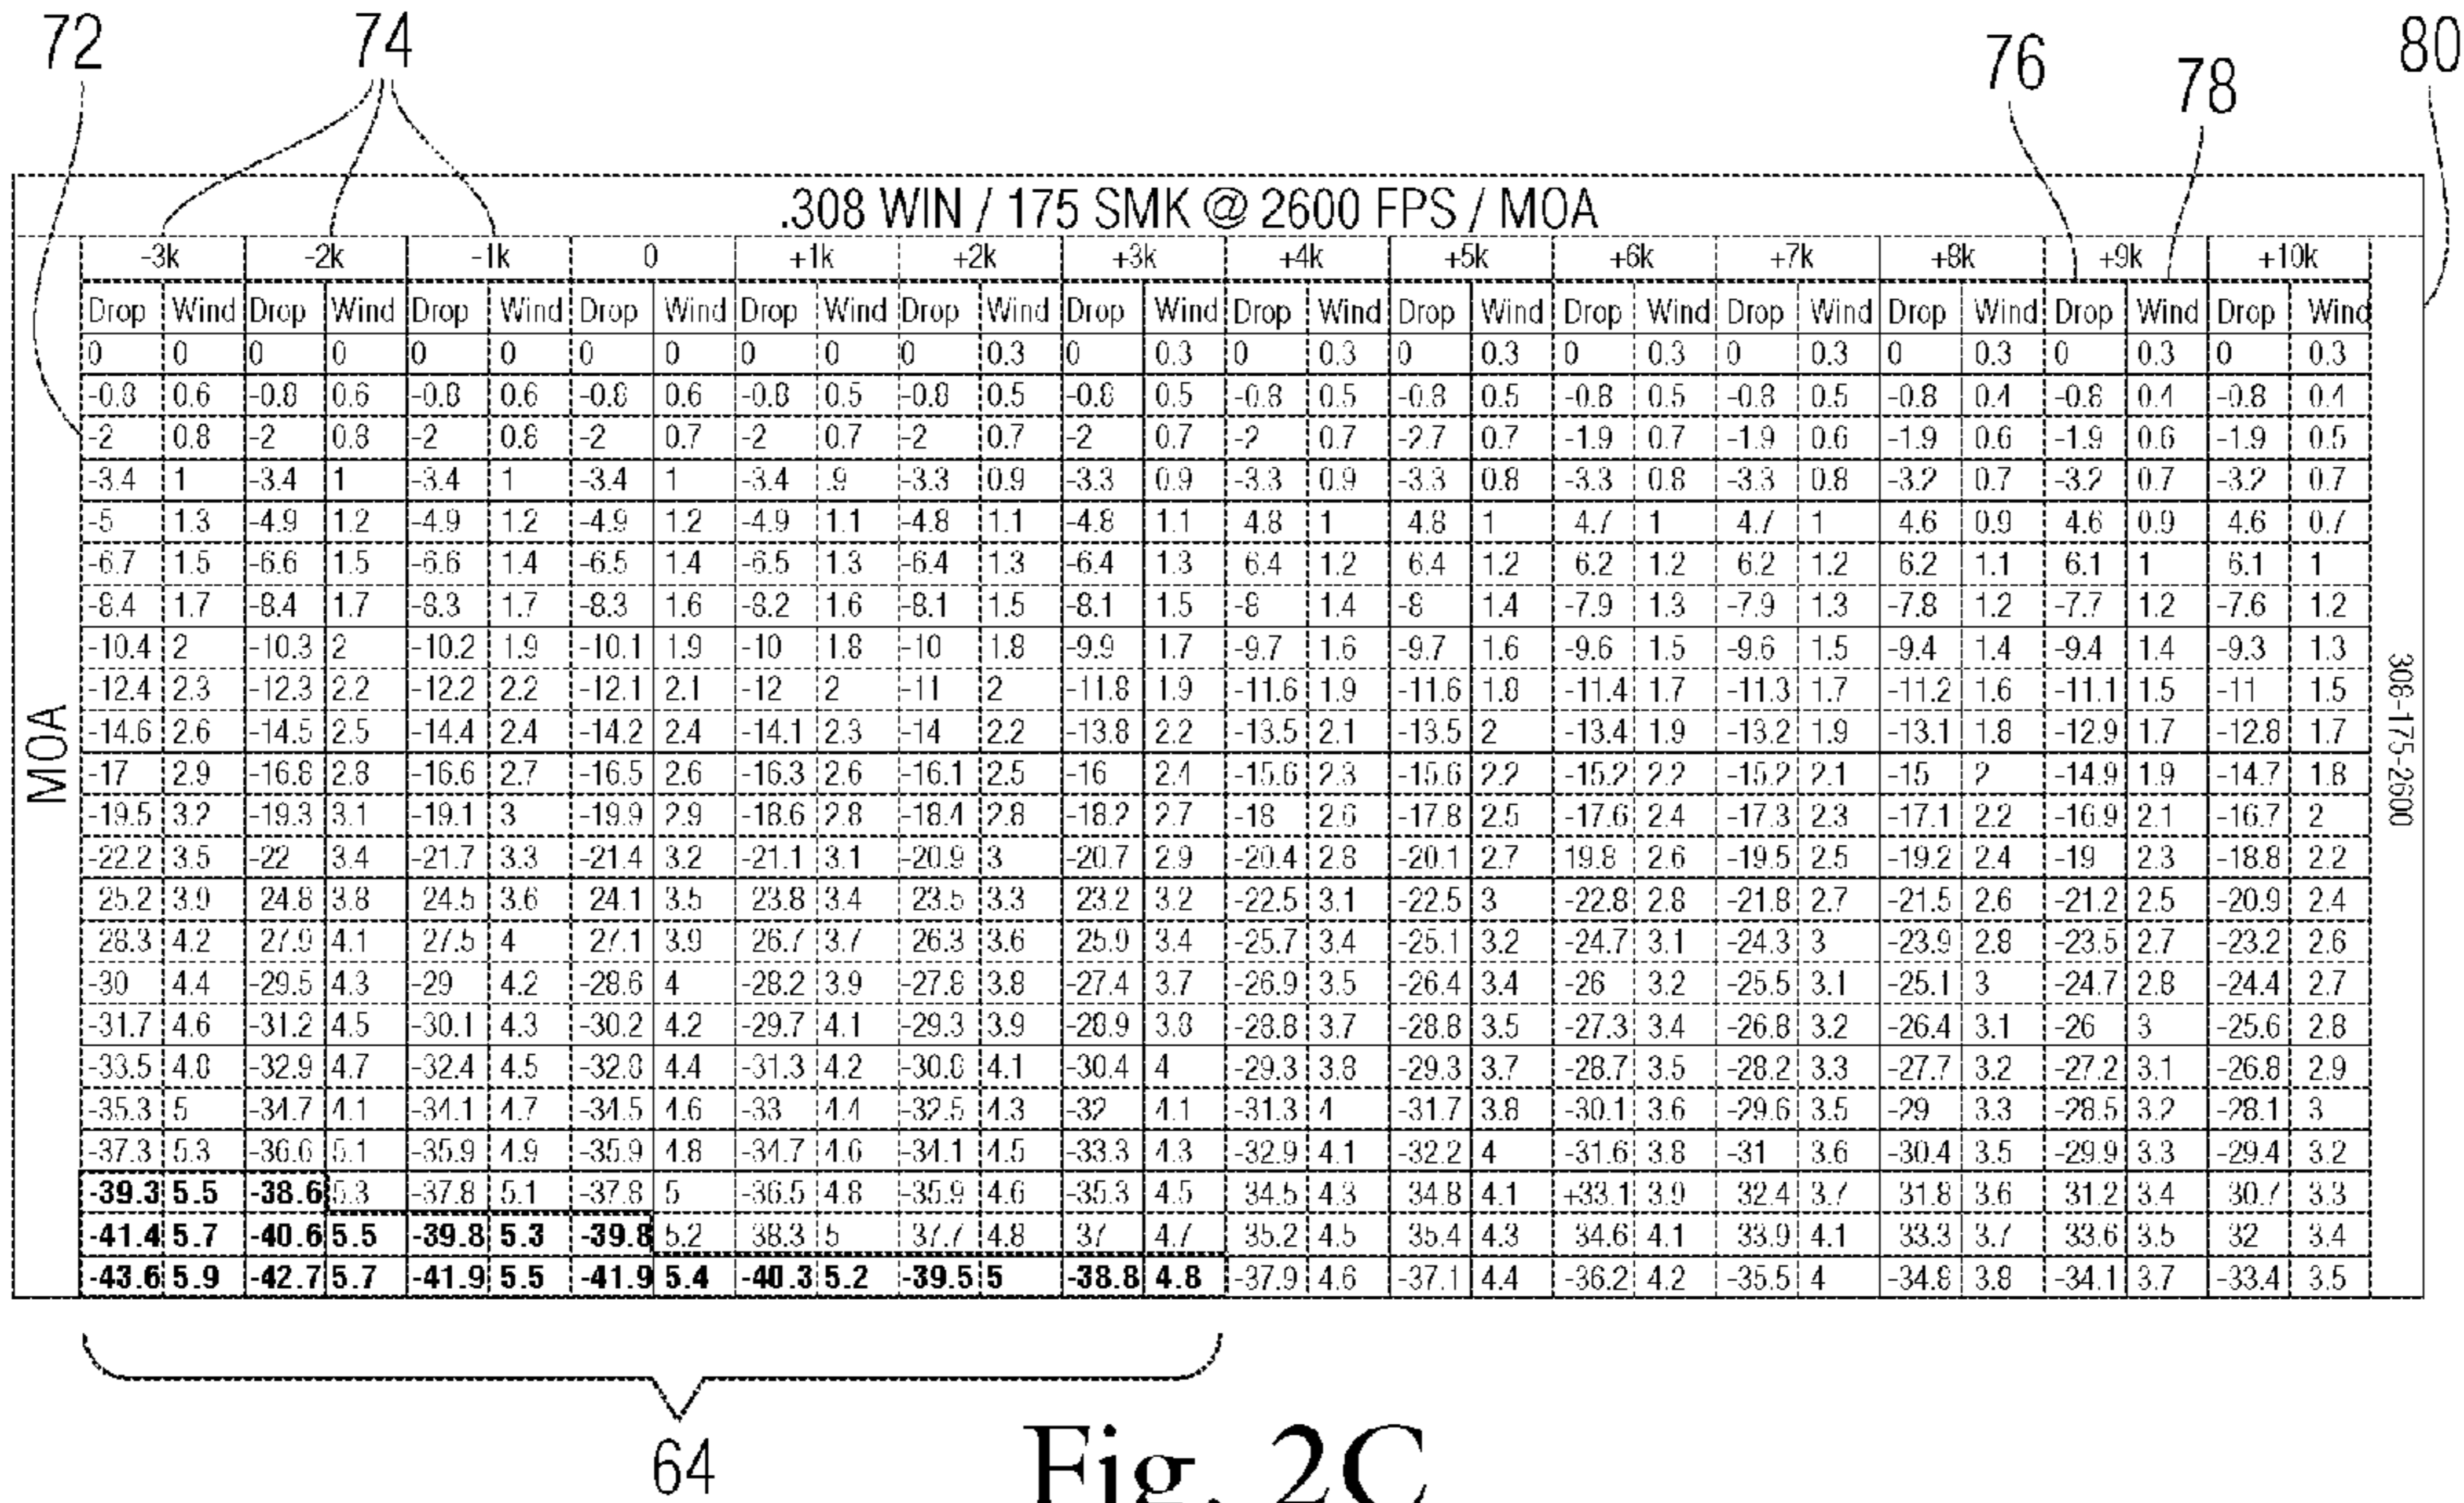 72 74 76 78 80
.308 WIN / 175 SMK @ 2600 FPS / MOA
-3k -2k -1k 0 +1k +2k +3k +4k +5k +6k +7k +8k +9k +10k
Drop Wind Drop Wind Drop Wind Drop Wind Drop Wind Drop Wind Drop Wind Drop Wind Drop Wind Drop Wind Drop Wind Drop Wind Drop Wind Drop Wind
0 0 0 0 0 0 0 0 0 0 0 0.3 0 0.3 0 0.3 0 0.3 0 0.3 0 0.3 0 0.3 0 0.3 0 0.3
-0.8 0.6 -0.8 0.6 -0.8 0.6 -0.8 0.6 -0.8 0.5 -0.8 0.5 -0.8 0.5 -0.8 0.5 -0.8 0.5 -0.8 0.5 -0.8 0.5 -0.8 0.4 -0.8 0.4 -0.8 0.4
-2 0.8 -2 0.8 -2 0.8 -2 0.7 -2 0.7 -2 0.7 -2 0.7 -2 0.7 -2.7 0.7 -1.9 0.7 -1.9 0.6 -1.9 0.6 -1.9 0.6 -1.9 0.5
-3.4 1 -3.4 1 -3.4 1 -3.4 1 -3.4 .9 -3.3 0.9 -3.3 0.9 -3.3 0.9 -3.3 0.8 -3.3 0.8 -3.3 0.8 -3.2 0.7 -3.2 0.7 -3.2 0.7
-5 1.3 -4.9 1.2 -4.9 1.2 -4.9 1.2 -4.9 1.1 -4.8 1.1 -4.8 1.1 4.8 1 4.8 1 4.7 1 4.7 1 4.6 0.9 4.6 0.9 4.6 0.7
-6.7 1.5 -6.6 1.5 -6.6 1.4 -6.5 1.4 -6.5 1.3 -6.4 1.3 -6.4 1.3 6.4 1.2 6.4 1.2 6.2 1.2 6.2 1.2 6.2 1.1 6.1 1 6.1 1
-8.4 1.7 -8.4 1.7 -8.3 1.7 -8.3 1.6 -8.2 1.6 -8.1 1.5 -8.1 1.5 -8 1.4 -8 1.4 -7.9 1.3 -7.9 1.3 -7.8 1.2 -7.7 1.2 -7.6 1.2
-10.4 2 -10.3 2 -10.2 1.9 -10.1 1.9 -10 1.8 -10 1.8 -9.9 1.7 -9.7 1.6 -9.7 1.6 -9.6 1.5 -9.6 1.5 -9.4 1.4 -9.4 1.4 -9.3 1.3
-12.4 2.3 -12.3 2.2 -12.2 2.2 -12.1 2.1 -12 2 -11 2 -11.8 1.9 -11.6 1.9 -11.6 1.8 -11.4 1.7 -11.3 1.7 -11.2 1.6 -11.1 1.5 -11 1.5
-14.6 2.6 -14.5 2.5 -14.4 2.4 -14.2 2.4 -14.1 2.3 -14 2.2 -13.8 2.2 -13.5 2.1 -13.5 2 -13.4 1.9 -13.2 1.9 -13.1 1.8 -12.9 1.7 -12.8 1.7
-17 2.9 -16.8 2.8 -16.6 2.7 -16.5 2.6 -16.3 2.6 -16.1 2.5 -16 2.4 -15.6 2.3 -15.6 2.2 -15.2 2.2 -15.2 2.1 -15 2 -14.9 1.9 -14.7 1.8
-19.5 3.2 -19.3 3.1 -19.1 3 -19.9 2.9 -18.6 2.8 -18.4 2.8 -18.2 2.7 -18 2.6 -17.8 2.5 -17.6 2.4 -17.3 2.3 -17.1 2.2 -16.9 2.1 -16.7 2
-22.2 3.5 -22 3.4 -21.7 3.3 -21.4 3.2 -21.1 3.1 -20.9 3 -20.7 2.9 -20.4 2.8 -20.1 2.7 19.8 2.6 -19.5 2.5 -19.2 2.4 -19 2.3 -18.8 2.2
25.2 3.9 24.8 3.8 24.5 3.6 24.1 3.5 23.8 3.4 23.5 3.3 23.2 3.2 -22.5 3.1 -22.5 3 -22.8 2.8 -21.8 2.7 -21.5 2.6 -21.2 2.5 -20.9 2.4
28.3 4.2 27.9 4.1 27.5 4 27.1 3.9 26.7 3.7 26.3 3.6 25.9 3.4 -25.7 3.4 -25.1 3.2 -24.7 3.1 -24.3 3 -23.9 2.8 -23.5 2.7 -23.2 2.6
-30 4.4 -29.5 4.3 -29 4.2 -28.6 4 -28.2 3.9 -27.8 3.8 -27.4 3.7 -26.9 3.5 -26.4 3.4 -26 3.2 -25.5 3.1 -25.1 3 -24.7 2.8 -24.4 2.7
-31.7 4.6 -31.2 4.5 -30.1 4.3 -30.2 4.2 -29.7 4.1 -29.3 3.9 -28.9 3.8 -28.8 3.7 -28.8 3.5 -27.3 3.4 -26.8 3.2 -26.4 3.1 -26 3 -25.6 2.8
-33.5 4.8 -32.9 4.7 -32.4 4.5 -32.8 4.4 -31.3 4.2 -30.8 4.1 -30.4 4 -29.3 3.8 -29.3 3.7 -28.7 3.5 -28.2 3.3 -27.7 3.2 -27.2 3.1 -26.8 2.9
-35.3 5 -34.7 4.1 -34.1 4.7 -34.5 4.6 -33 4.4 -32.5 4.3 -32 4.1 -31.3 4 -31.7 3.8 -30.1 3.6 -29.6 3.5 -29 3.3 -28.5 3.2 -28.1 3
-37.3 5.3 -36.6 5.1 -35.9 4.9 -35.9 4.8 -34.7 4.6 -34.1 4.5 -33.3 4.3 -32.9 4.1 -32.2 4 -31.6 3.8 -31 3.6 -30.4 3.5 -29.9 3.3 -29.4 3.2
-39.3 5.5 -38.6 5.3 -37.8 5.1 -37.8 5 -36.5 4.8 -35.9 4.6 -35.3 4.5 34.5 4.3 34.8 4.1 +33.1 3.9 32.4 3.7 31.8 3.6 31.2 3.4 30.7 3.3
-41.4 5.7 -40.6 5.5 -39.8 5.3 -39.8 5.2 38.3 5 37.7 4.8 37 4.7 35.2 4.5 35.4 4.3 34.6 4.1 33.9 4.1 33.3 3.7 33.6 3.5 32 3.4
-43.6 5.9 -42.7 5.7 -41.9 5.5 -41.9 5.4 -40.3 5.2 -39.5 5 -38.8 4.8 -37.9 4.6 -37.1 4.4 -36.2 4.2 -35.5 4 -34.8 3.8 -34.1 3.7 -33.4 3.5
MOA
308-175-2600
64
Fig. 2C